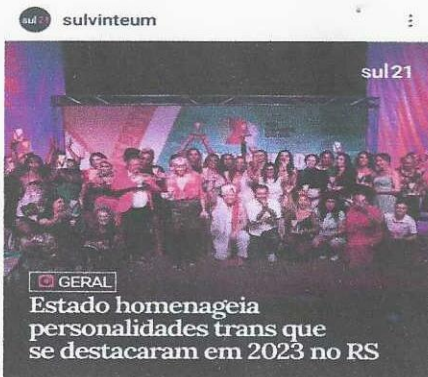 sul21 sulvinteum
sul21
GERAL
Estado homenageia
personalidades trans que
se destacaram em 2023 no RS